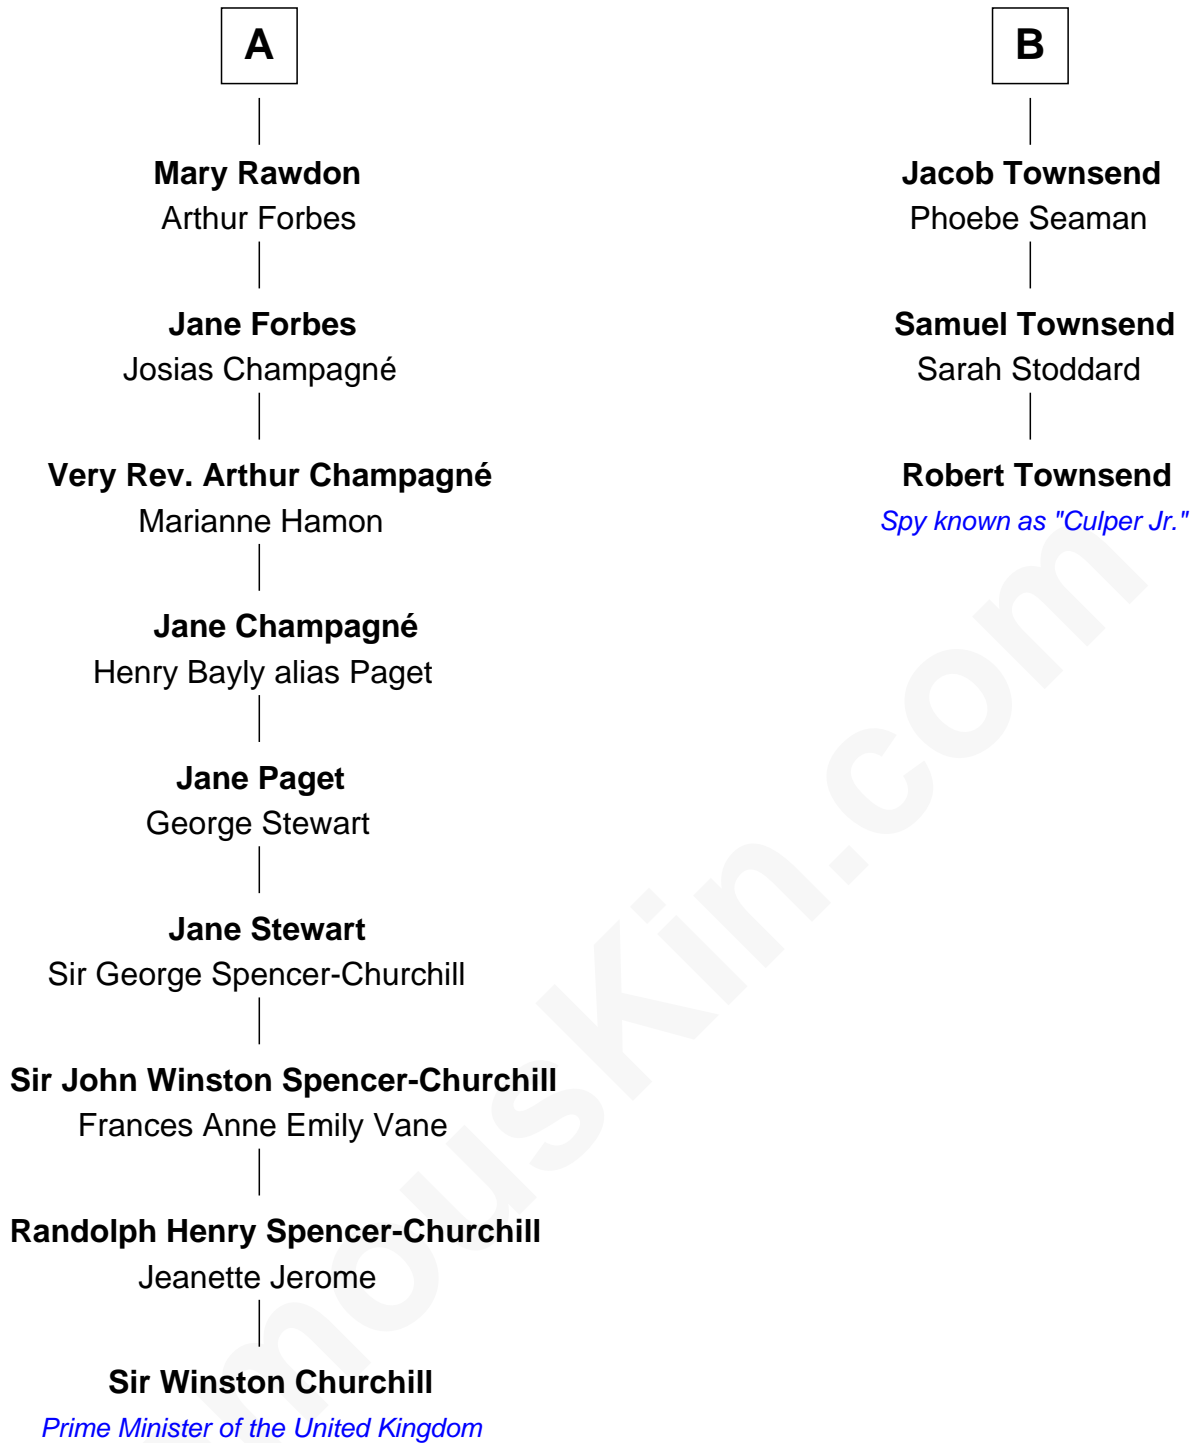 A
Mary Rawdon
Arthur Forbes
Jane Forbes
Josias Champagné
Very Rev. Arthur Champagné
Marianne Hamon
Jane Champagné
Henry Bayly alias Paget
Jane Paget
George Stewart
Jane Stewart
Sir George Spencer-Churchill
Sir John Winston Spencer-Churchill
Frances Anne Emily Vane
Randolph Henry Spencer-Churchill
Jeanette Jerome
Sir Winston Churchill
Prime Minister of the United Kingdom
B
Jacob Townsend
Phoebe Seaman
Samuel Townsend
Sarah Stoddard
Robert Townsend
Spy known as "Culper Jr."
mousKin.com